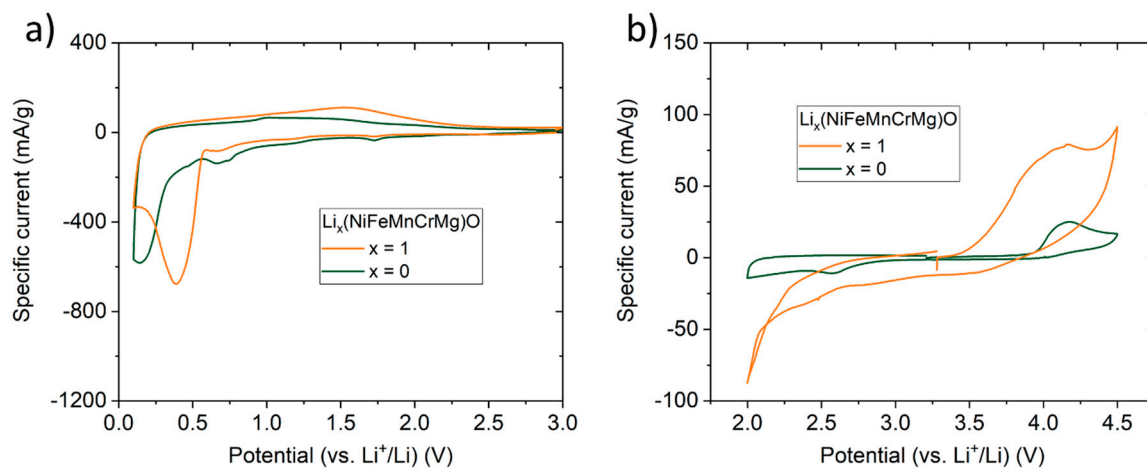 a)
400
0
-400
-800
-1200
0.0 0.5 1.0 1.5 2.0 2.5 3.0
Specific current (mA/g)
Potential (vs. Li⁺/Li) (V)
Liₓ(NiFeMnCrMg)O
x = 1
x = 0
b)
150
100
50
0
-50
-100
2.0 2.5 3.0 3.5 4.0 4.5
Specific current (mA/g)
Potential (vs. Li⁺/Li) (V)
Liₓ(NiFeMnCrMg)O
x = 1
x = 0